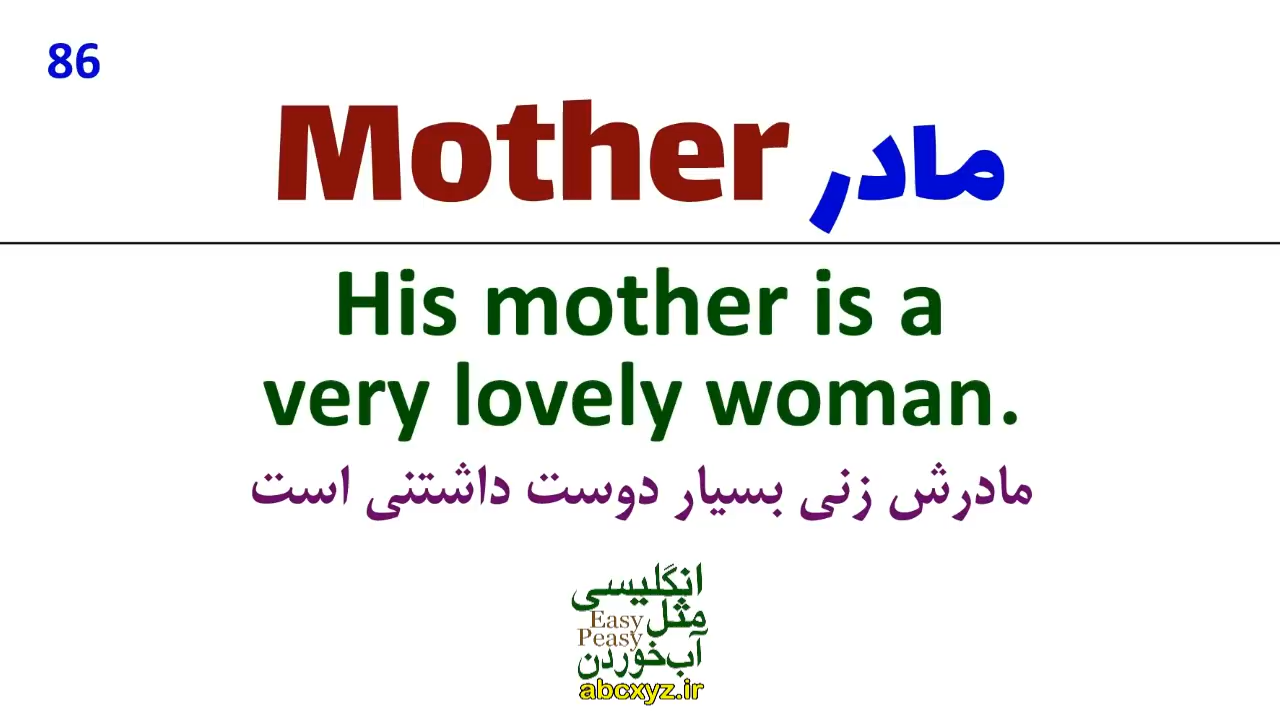 86
Mother مادر
His mother is a
very lovely woman.
مادرش زنی بسیار دوست داشتنی است
انگلیسی
مثل
Easy
Peasy
آب‌خوردن
abcxyz.ir